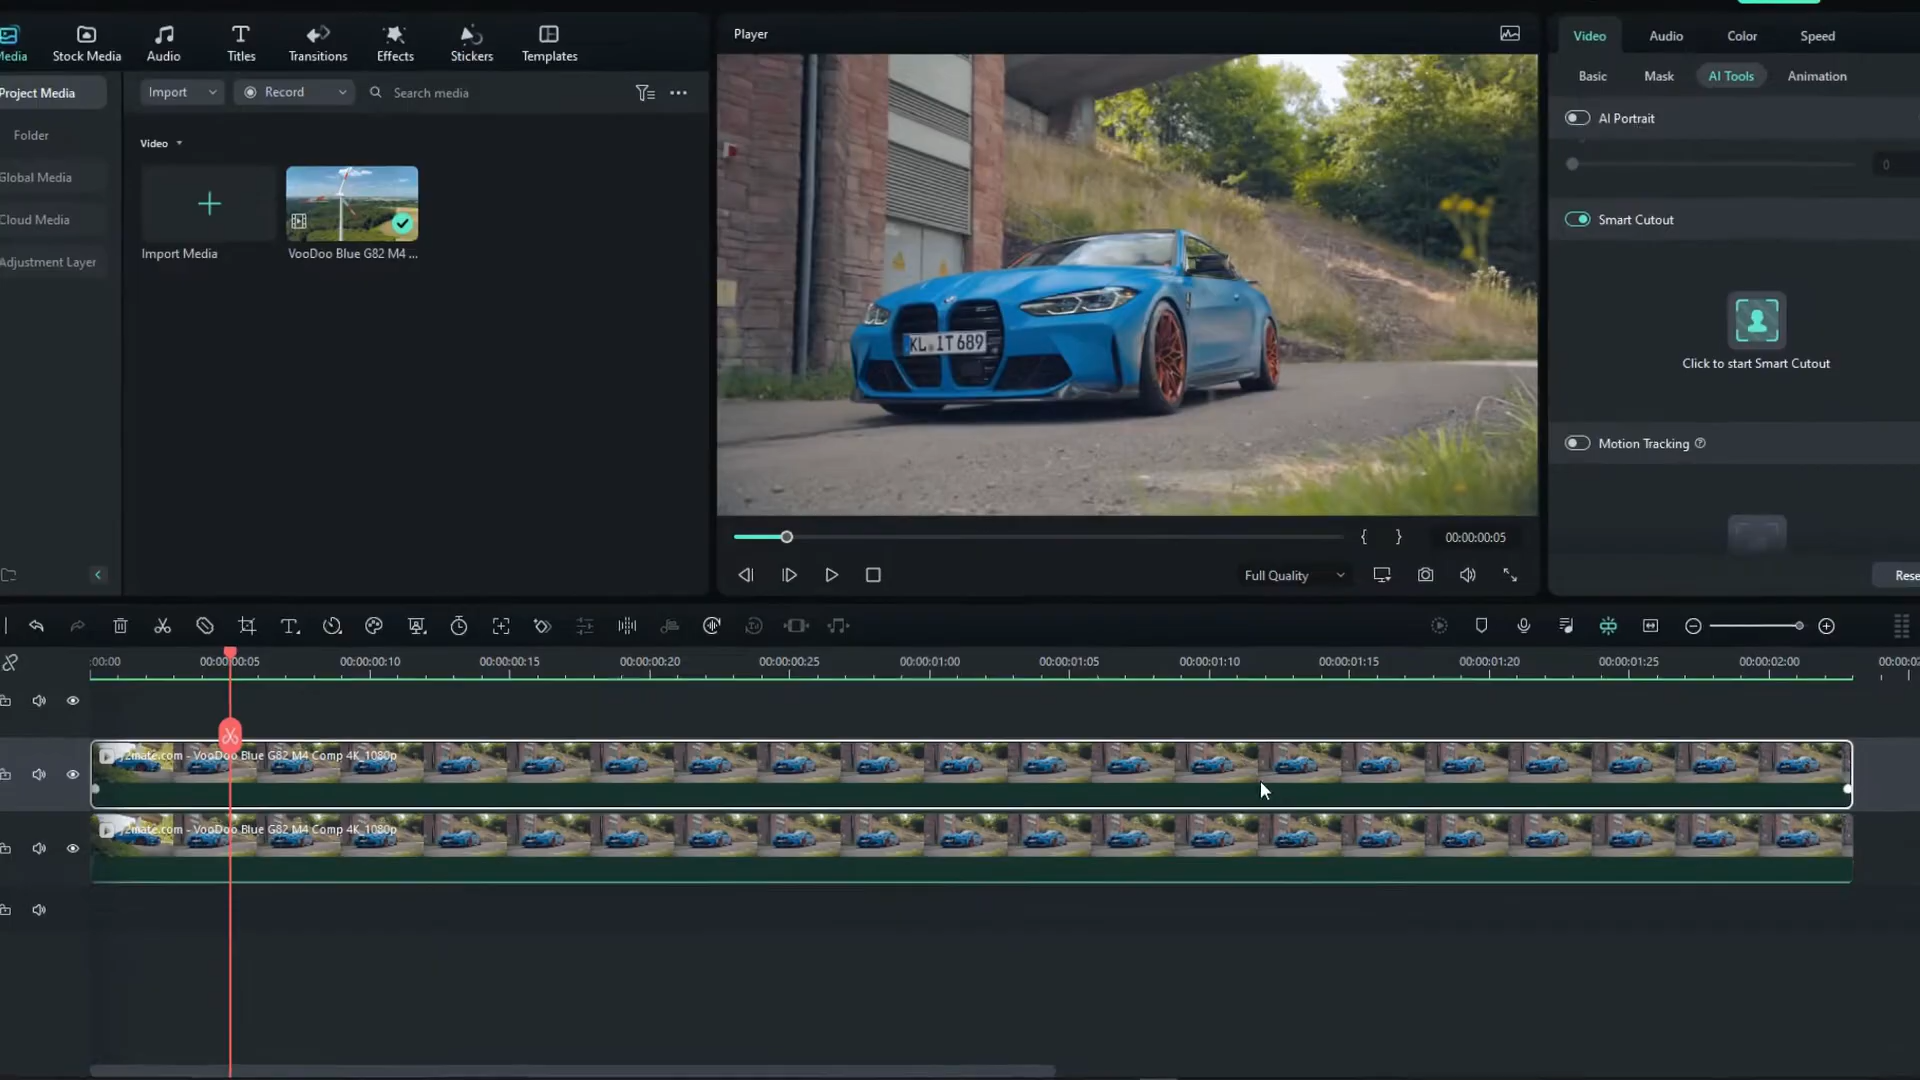 Media
Stock Media
Audio
Titles
Transitions
Effects
Stickers
Templates
Player
Video
Audio
Color
Speed
Project Media
Import
Record
Search media
Basic
Mask
AI Tools
Animation
AI Portrait
Folder
Video
0
Global Media
Cloud Media
Smart Cutout
Import Media
VooDoo Blue G82 M4 ...
Adjustment Layer
KL IT 689
Click to start Smart Cutout
Motion Tracking
{ }
00:00:00:05
Full Quality
Rese
:00:00
00:00:00:05
00:00:00:10
00:00:00:15
00:00:00:20
00:00:00:25
00:00:01:00
00:00:01:05
00:00:01:10
00:00:01:15
00:00:01:20
00:00:01:25
00:00:02:00
00:00:0
y2mate.com - VooDoo Blue G82 M4 Comp 4K_1080p
y2mate.com - VooDoo Blue G82 M4 Comp 4K_1080p